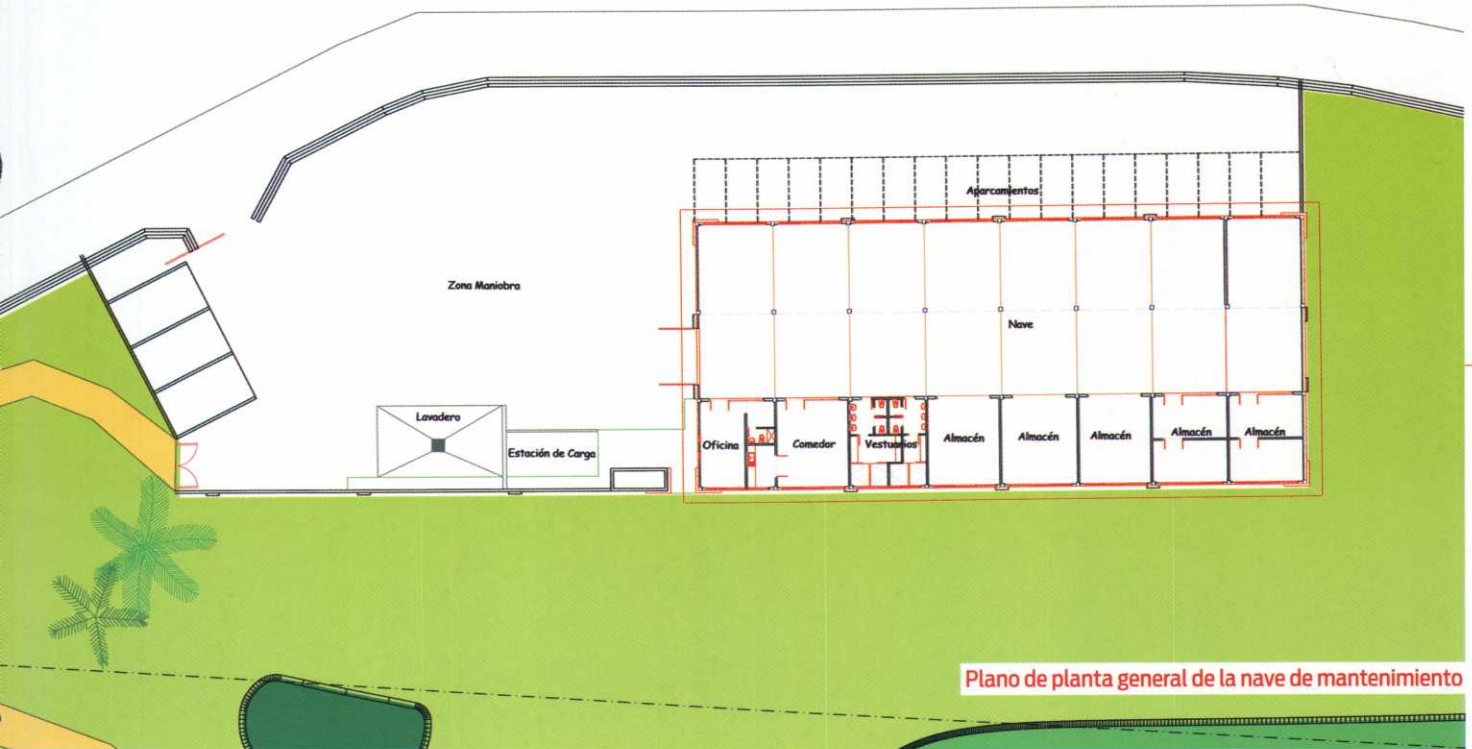 Aparcamientos
Zona Maniobra
Nave
Lavadero
Estación de Carga
Oficina
Comedor
Vestuarios
Almacén
Almacén
Almacén
Almacén
Almacén
Plano de planta general de la nave de mantenimiento